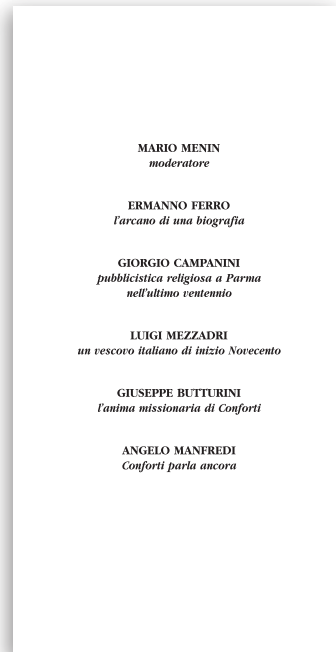 MARIO MENIN
moderatore
ERMANNO FERRO
l'arcano di una biografia
GIORGIO CAMPANINI
pubblicistica religiosa a Parma
nell'ultimo ventennio
LUIGI MEZZADRI
un vescovo italiano di inizio Novecento
GIUSEPPE BUTTURINI
l'anima missionaria di Conforti
ANGELO MANFREDI
Conforti parla ancora